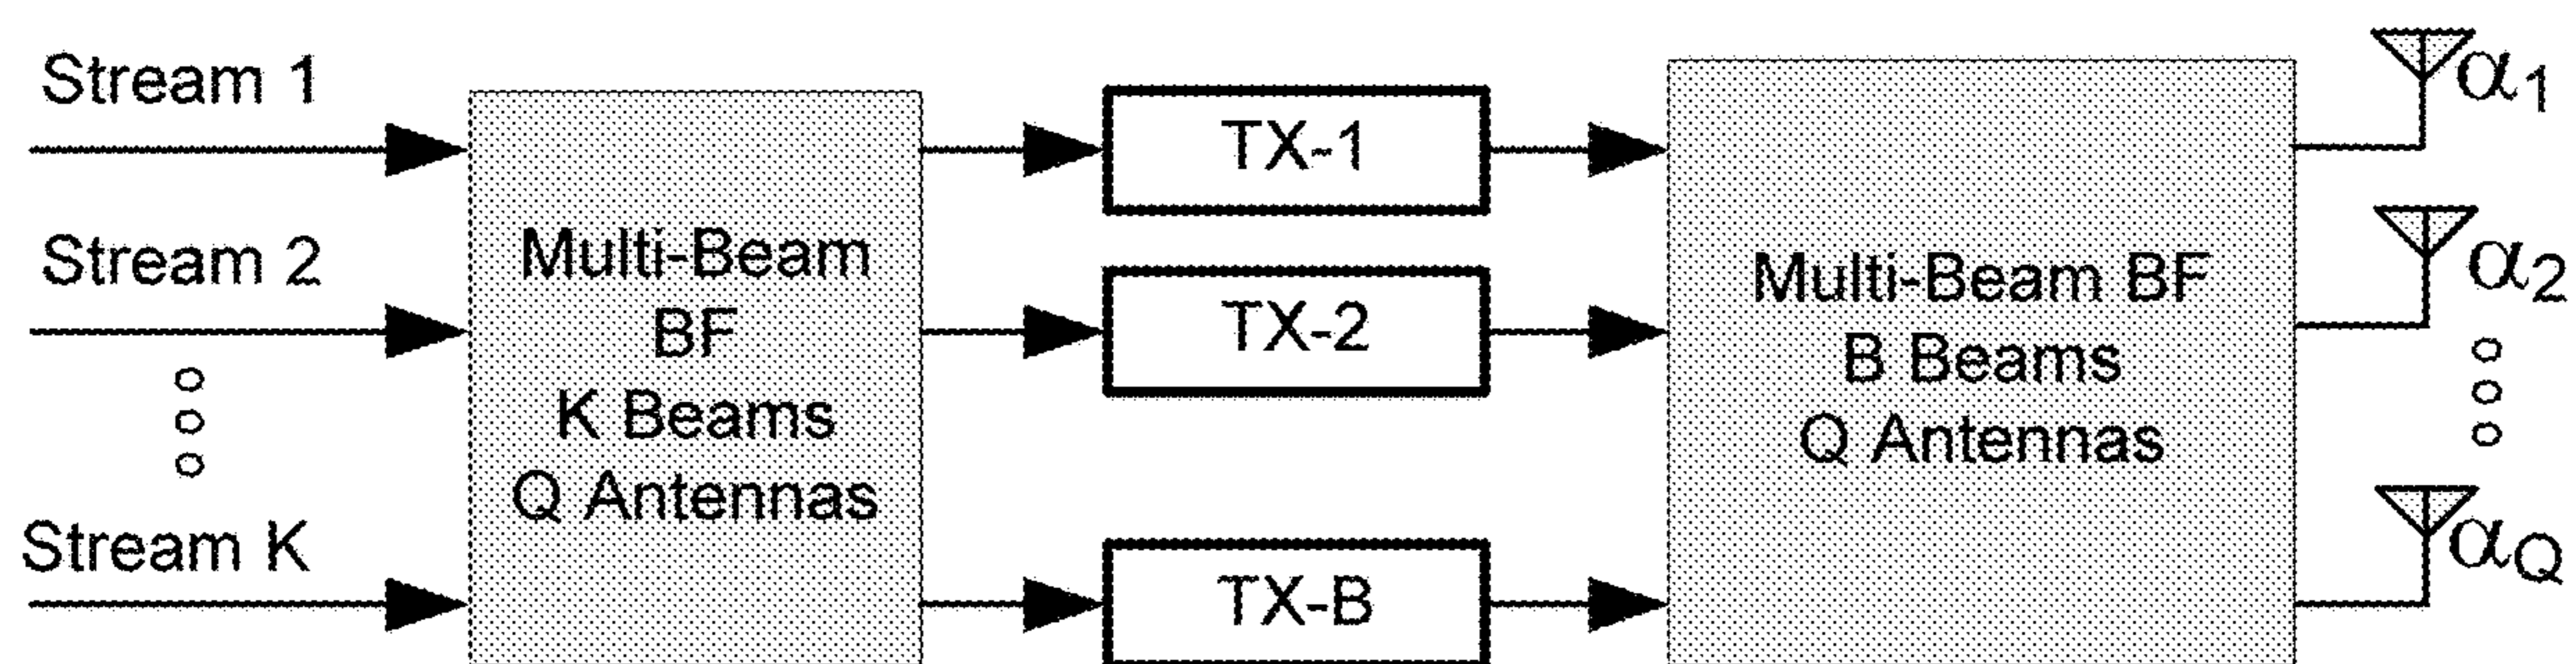 Stream 1
Stream 2
Stream K
Multi-Beam
BF
K Beams
Q Antennas
TX-1
TX-2
TX-B
Multi-Beam BF
B Beams
Q Antennas
α1
α2
αQ